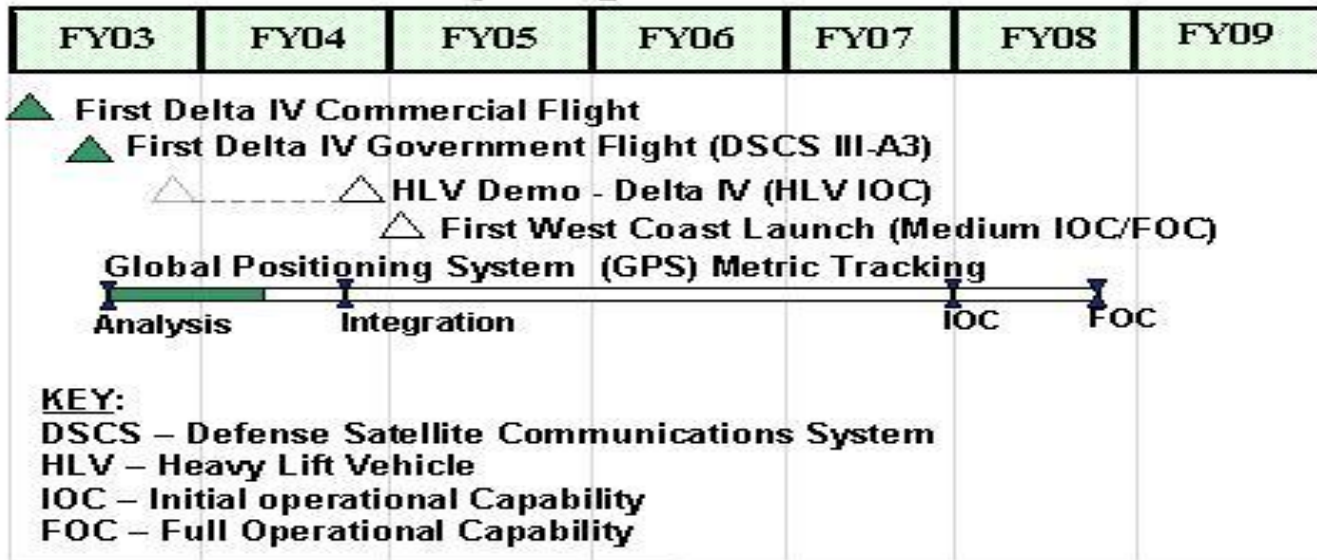 FY03 FY04 FY05 FY06 FY07 FY08 FY09
First Delta IV Commercial Flight
First Delta IV Government Flight (DSCS III-A3)
HLV Demo - Delta IV (HLV IOC)
First West Coast Launch (Medium IOC/FOC)
Global Positioning System (GPS) Metric Tracking
Analysis Integration IOC FOC
KEY:
DSCS – Defense Satellite Communications System
HLV – Heavy Lift Vehicle
IOC – Initial operational Capability
FOC – Full Operational Capability